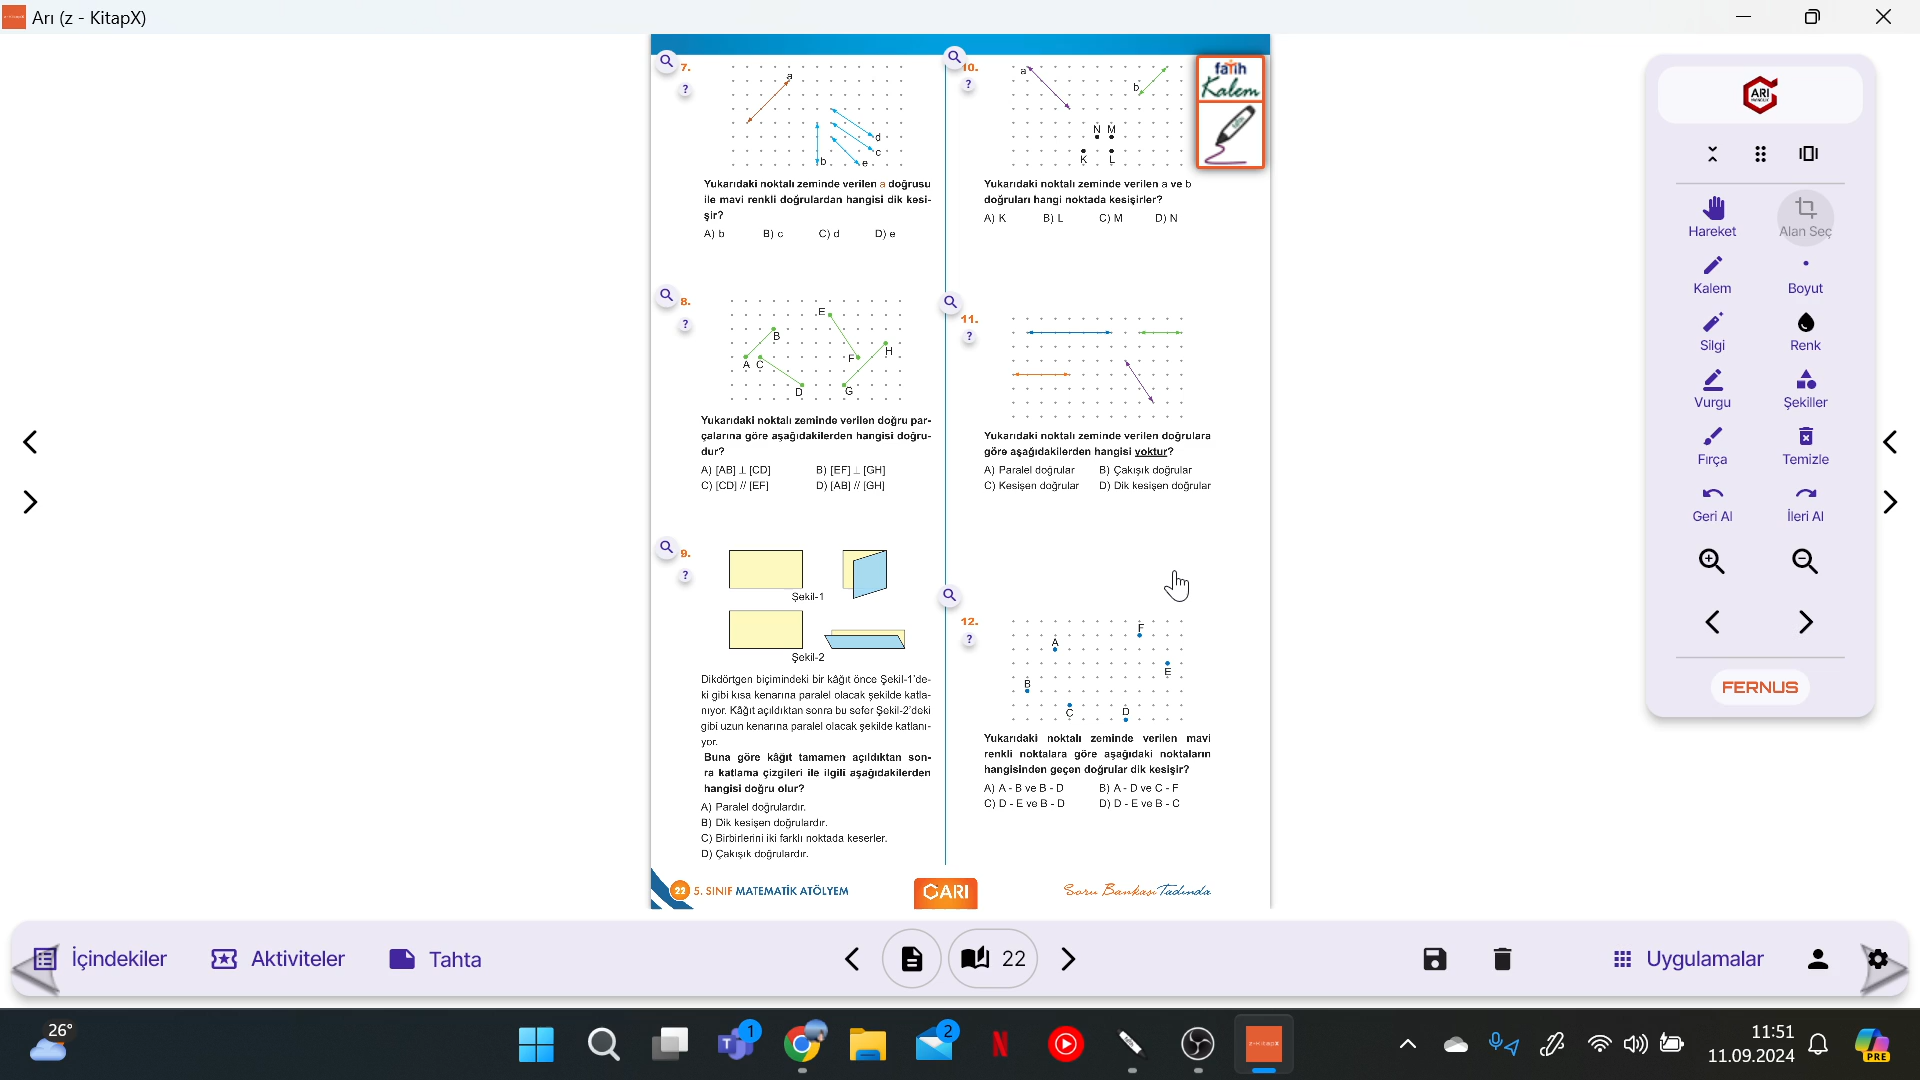 Arı (z - KitapX)
7.
?
a
b
c
d
e
Yukarıdaki noktalı zeminde verilen a doğrusu
ile mavi renkli doğrulardan hangisi dik kesi-
şir?
A) b B) c C) d D) e
8.
?
A
B
C
D
E
F
G
H
Yukarıdaki noktalı zeminde verilen doğru par-
çalarına göre aşağıdakilerden hangisi doğru-
dur?
A) [AB] ⊥ [CD] B) [EF] ⊥ [GH]
C) [CD] // [EF] D) [AB] // [GH]
9.
?
Şekil-1
Şekil-2
Dikdörtgen biçimindeki bir kâğıt önce Şekil-1'de-
ki gibi kısa kenarına paralel olacak şekilde katla-
nıyor. Kâğıt açıldıktan sonra bu sefer Şekil-2'deki
gibi uzun kenarına paralel olacak şekilde katlanı-
yor.
Buna göre kâğıt tamamen açıldıktan son-
ra katlama çizgileri ile ilgili aşağıdakilerden
hangisi doğru olur?
A) Paralel doğrulardır.
B) Dik kesişen doğrulardır.
C) Birbirlerini iki farklı noktada keserler.
D) Çakışık doğrulardır.
10.
?
a
b
N M
K L
Yukarıdaki noktalı zeminde verilen a ve b
doğruları hangi noktada kesişirler?
A) K B) L C) M D) N
fatih
Kalem
11.
?
Yukarıdaki noktalı zeminde verilen doğrulara
göre aşağıdakilerden hangisi yoktur?
A) Paralel doğrular B) Çakışık doğrular
C) Kesişen doğrular D) Dik kesişen doğrular
12.
?
A
B
C
D
E
F
Yukarıdaki noktalı zeminde verilen mavi
renkli noktalara göre aşağıdaki noktaların
hangisinden geçen doğrular dik kesişir?
A) A - B ve B - D B) A - D ve C - F
C) D - E ve B - D D) D - E ve B - C
22 5. SINIF MATEMATİK ATÖLYEM
ARI
Soru Bankası Tadında
ARI
Hareket Alan Seç
Kalem Boyut
Silgi Renk
Vurgu Şekiller
Fırça Temizle
Geri Al İleri Al
FERNUS
İçindekiler Aktiviteler Tahta 22 Uygulamalar
26° 1 2 11:51
11.09.2024
PRE